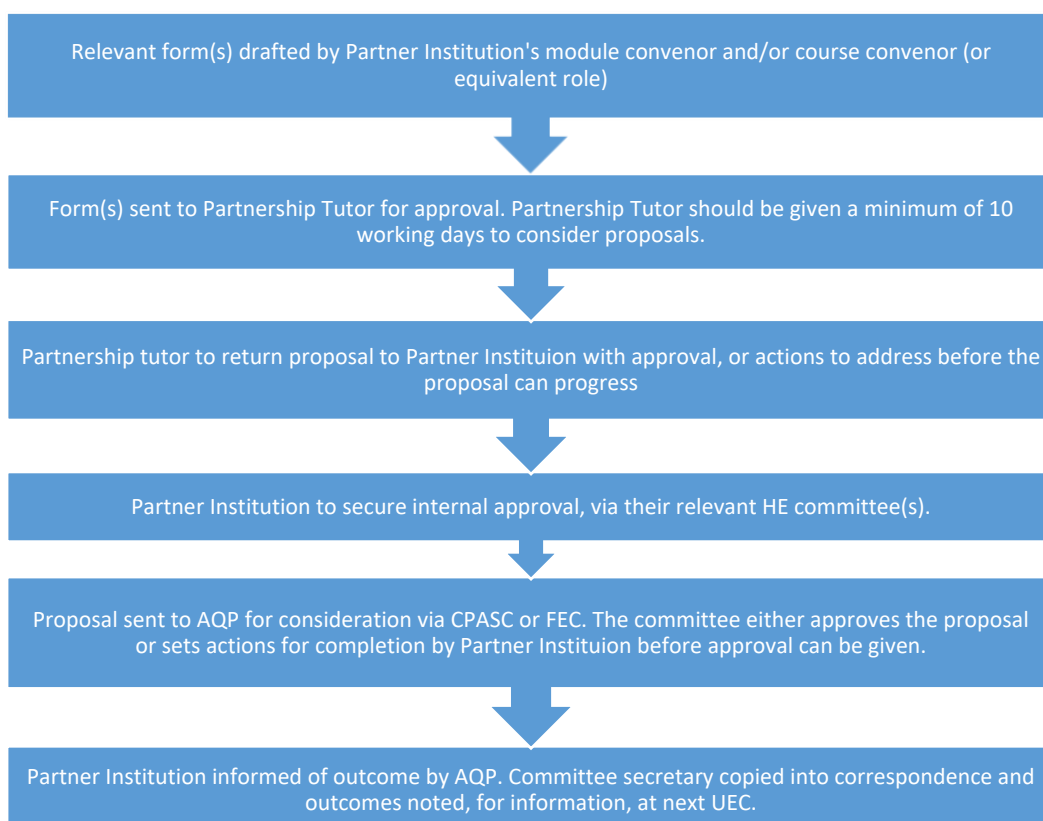 Relevant form(s) drafted by Partner Institution's module convenor and/or course convenor (or
equivalent role)
Form(s) sent to Partnership Tutor for approval. Partnership Tutor should be given a minimum of 10
working days to consider proposals.
Partnership tutor to return proposal to Partner Instituion with approval, or actions to address before the
proposal can progress
Partner Institution to secure internal approval, via their relevant HE committee(s).
Proposal sent to AQP for consideration via CPASC or FEC. The committee either approves the proposal
or sets actions for completion by Partner Instituion before approval can be given.
Partner Institution informed of outcome by AQP. Committee secretary copied into correspondence and
outcomes noted, for information, at next UEC.